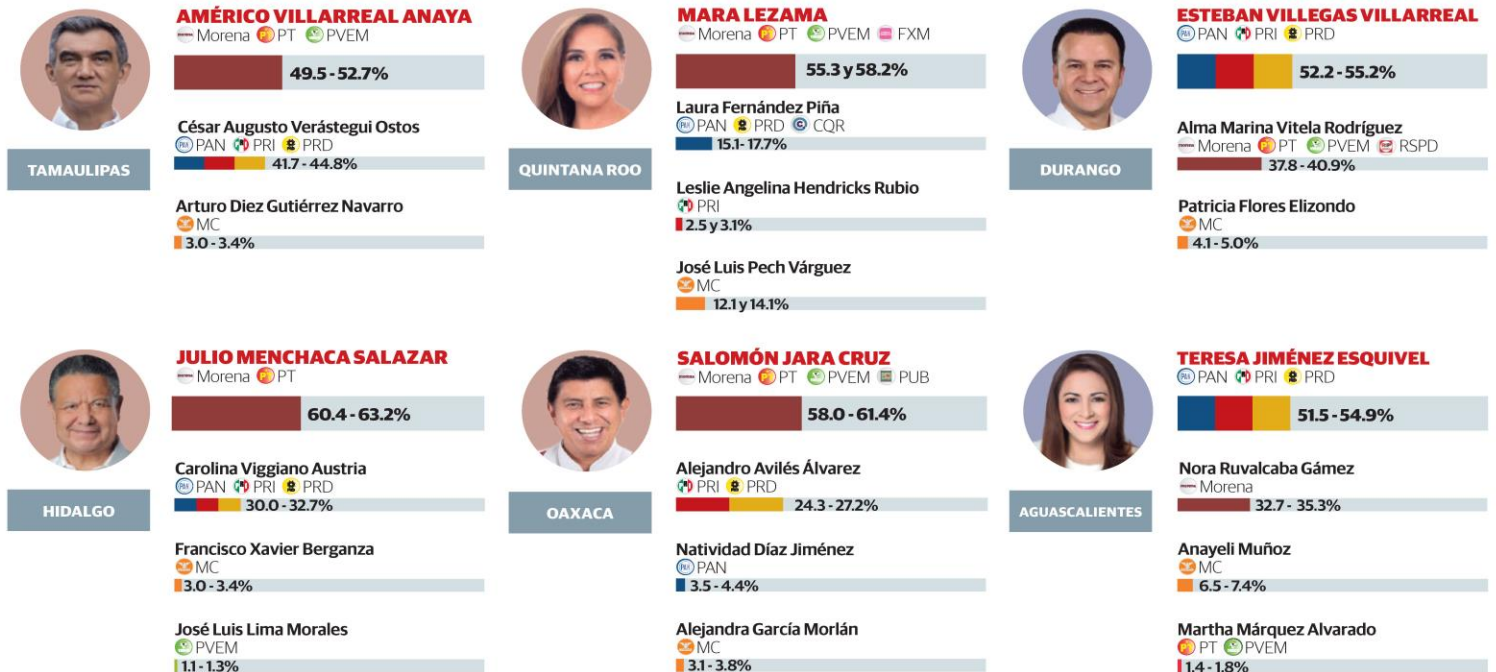 AMÉRICO VILLARREAL ANAYA
Morena PT PVEM
49.5 - 52.7%
César Augusto Verástegui Ostos
PAN PRI PRD
41.7 - 44.8%
Arturo Diez Gutiérrez Navarro
MC
3.0 - 3.4%
TAMAULIPAS
MARA LEZAMA
Morena PT PVEM FXM
55.3 y 58.2%
Laura Fernández Piña
PAN PRD CQR
15.1 - 17.7%
Leslie Angelina Hendricks Rubio
PRI
2.5 y 3.1%
José Luis Pech Várguez
MC
12.1 y 14.1%
QUINTANA ROO
ESTEBAN VILLEGAS VILLARREAL
PAN PRI PRD
52.2 - 55.2%
Alma Marina Vitela Rodríguez
Morena PT PVEM RSPD
37.8 - 40.9%
Patricia Flores Elizondo
MC
4.1 - 5.0%
DURANGO
JULIO MENCHACA SALAZAR
Morena PT
60.4 - 63.2%
Carolina Viggiano Austria
PAN PRI PRD
30.0 - 32.7%
Francisco Xavier Berganza
MC
3.0 - 3.4%
José Luis Lima Morales
PVEM
1.1 - 1.3%
HIDALGO
SALOMÓN JARA CRUZ
Morena PT PVEM PUB
58.0 - 61.4%
Alejandro Avilés Álvarez
PRI PRD
24.3 - 27.2%
Natividad Díaz Jiménez
PAN
3.5 - 4.4%
Alejandra García Morlán
MC
3.1 - 3.8%
OAXACA
TERESA JIMÉNEZ ESQUIVEL
PAN PRI PRD
51.5 - 54.9%
Nora Ruvalcaba Gámez
Morena
32.7 - 35.3%
Anayeli Muñoz
MC
6.5 - 7.4%
Martha Márquez Alvarado
PT PVEM
1.4 - 1.8%
AGUASCALIENTES